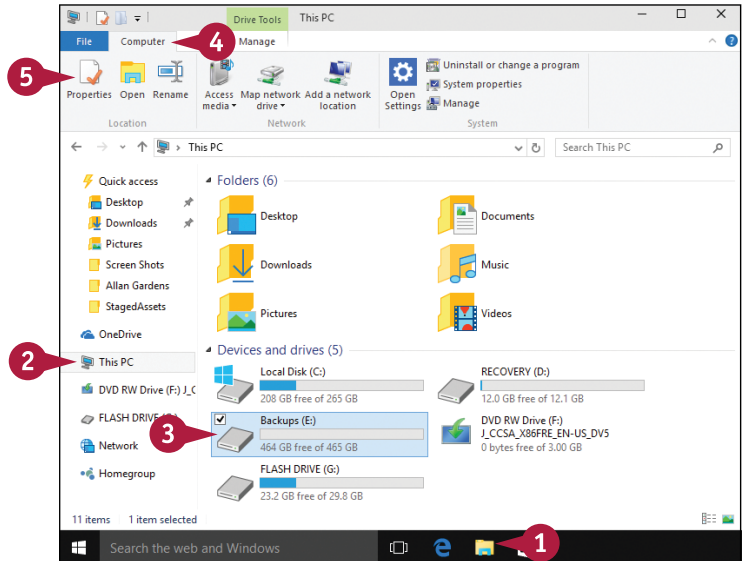 Drive Tools This PC
File Computer Manage
4
5
Properties Open Rename
Access media
Map network drive
Add a network location
Open Settings
Uninstall or change a program
System properties
Manage
Location Network System
This PC
Search This PC
Quick access
Desktop
Downloads
Pictures
Screen Shots
Allan Gardens
StagedAssets
OneDrive
2
This PC
DVD RW Drive (F:) J_C
FLASH DRIVE
Network
Homegroup
Folders (6)
Desktop
Documents
Downloads
Music
Pictures
Videos
Devices and drives (5)
Local Disk (C:)
208 GB free of 265 GB
RECOVERY (D:)
12.0 GB free of 12.1 GB
3
Backups (E:)
464 GB free of 465 GB
DVD RW Drive (F:)
J_CCSA_X86FRE_EN-US_DV5
0 bytes free of 3.00 GB
FLASH DRIVE (G:)
23.2 GB free of 29.8 GB
11 items 1 item selected
Search the web and Windows
1